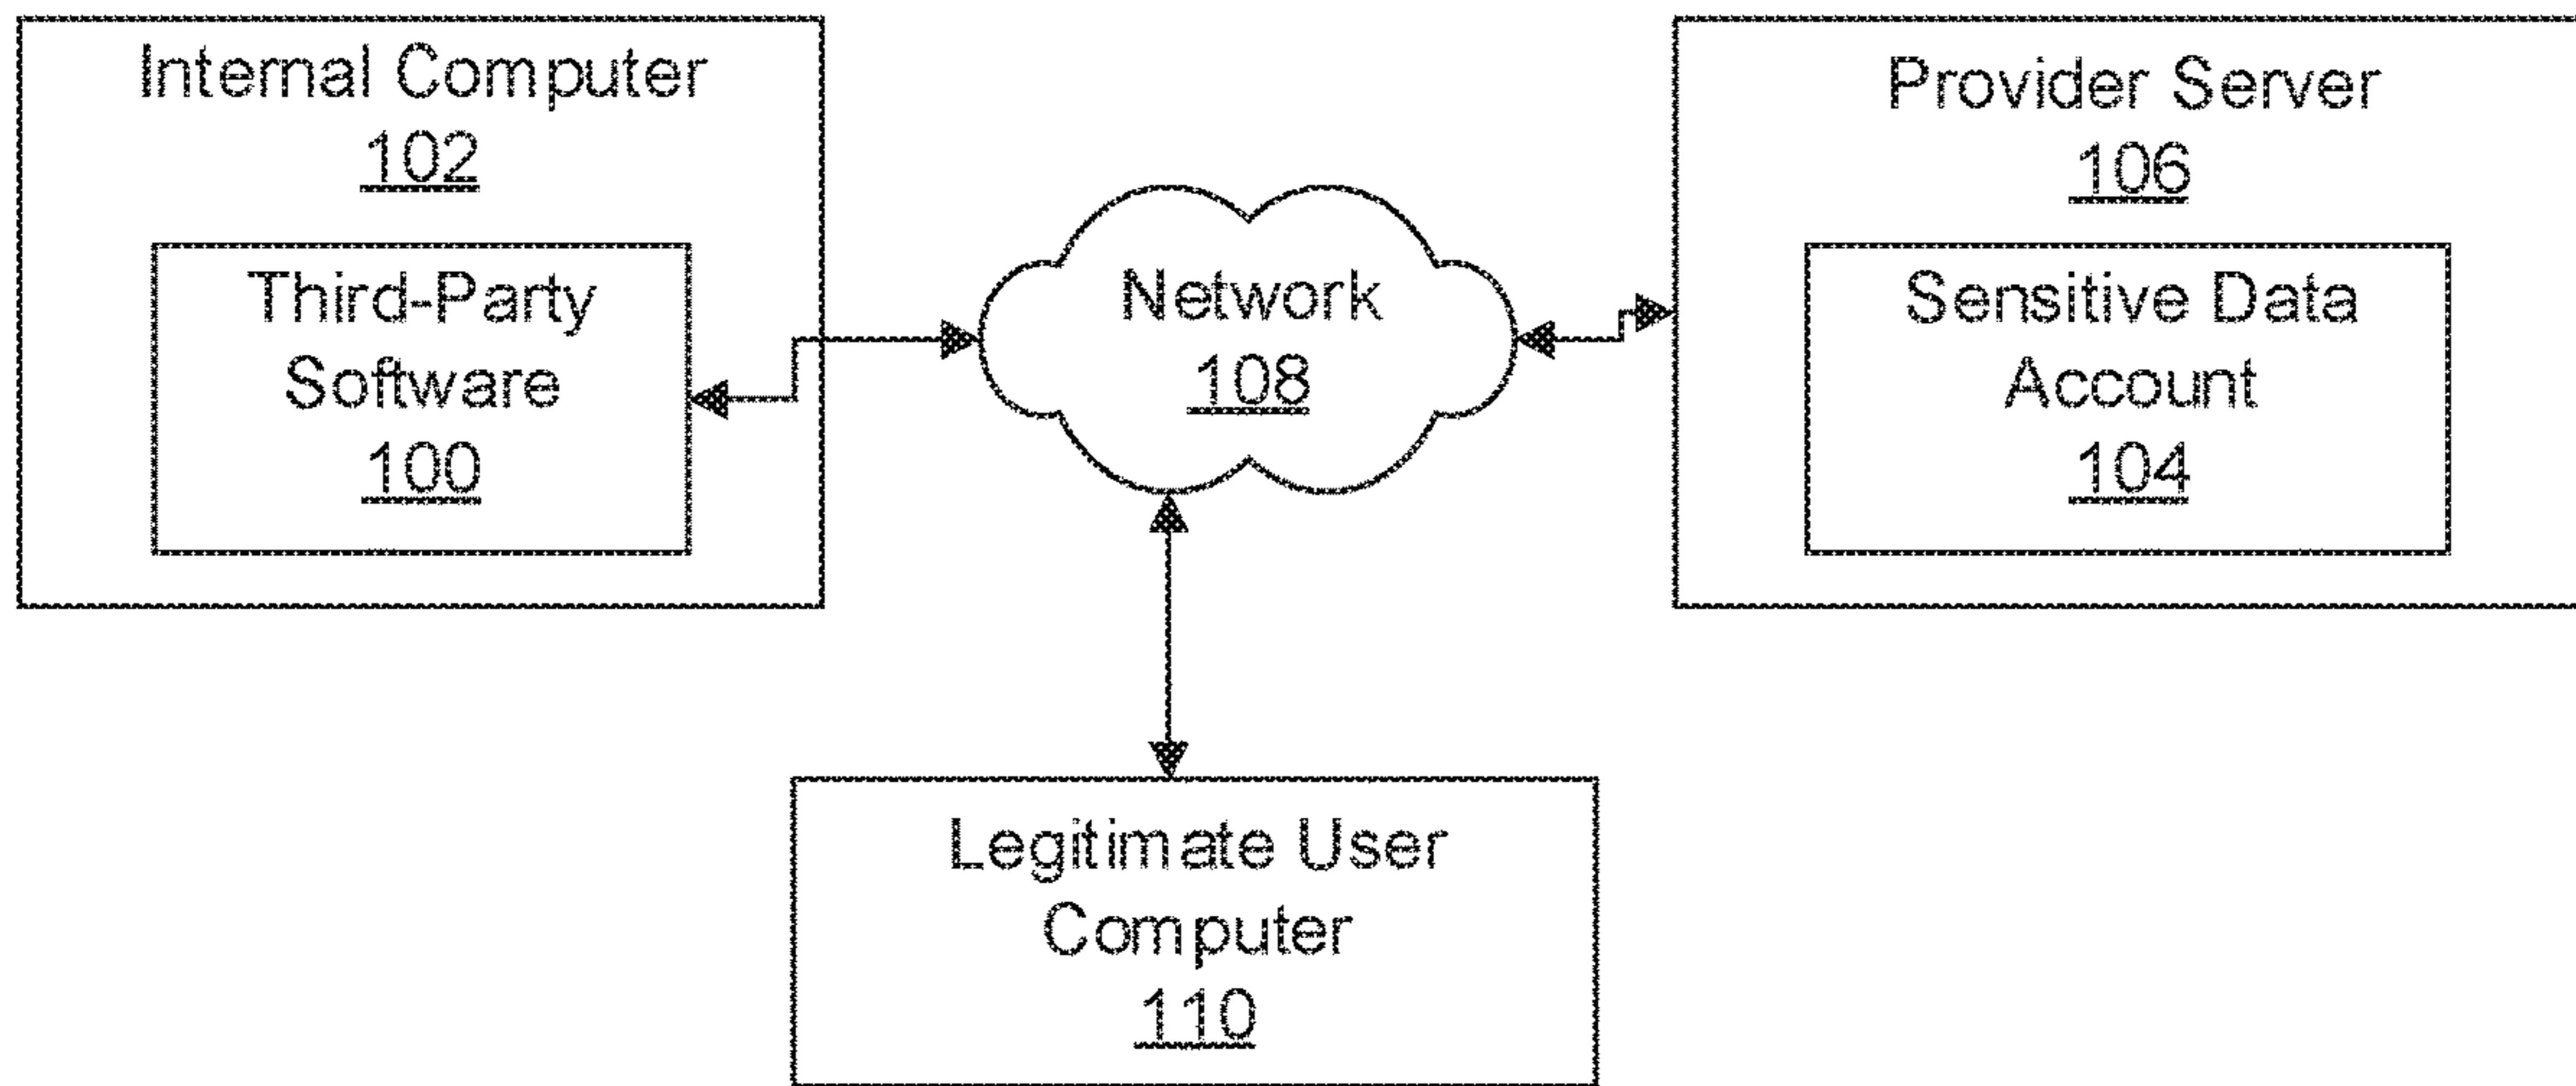 Internal Computer
102
Third-Party
Software
100
Network
108
Provider Server
106
Sensitive Data
Account
104
Legitimate User
Computer
110